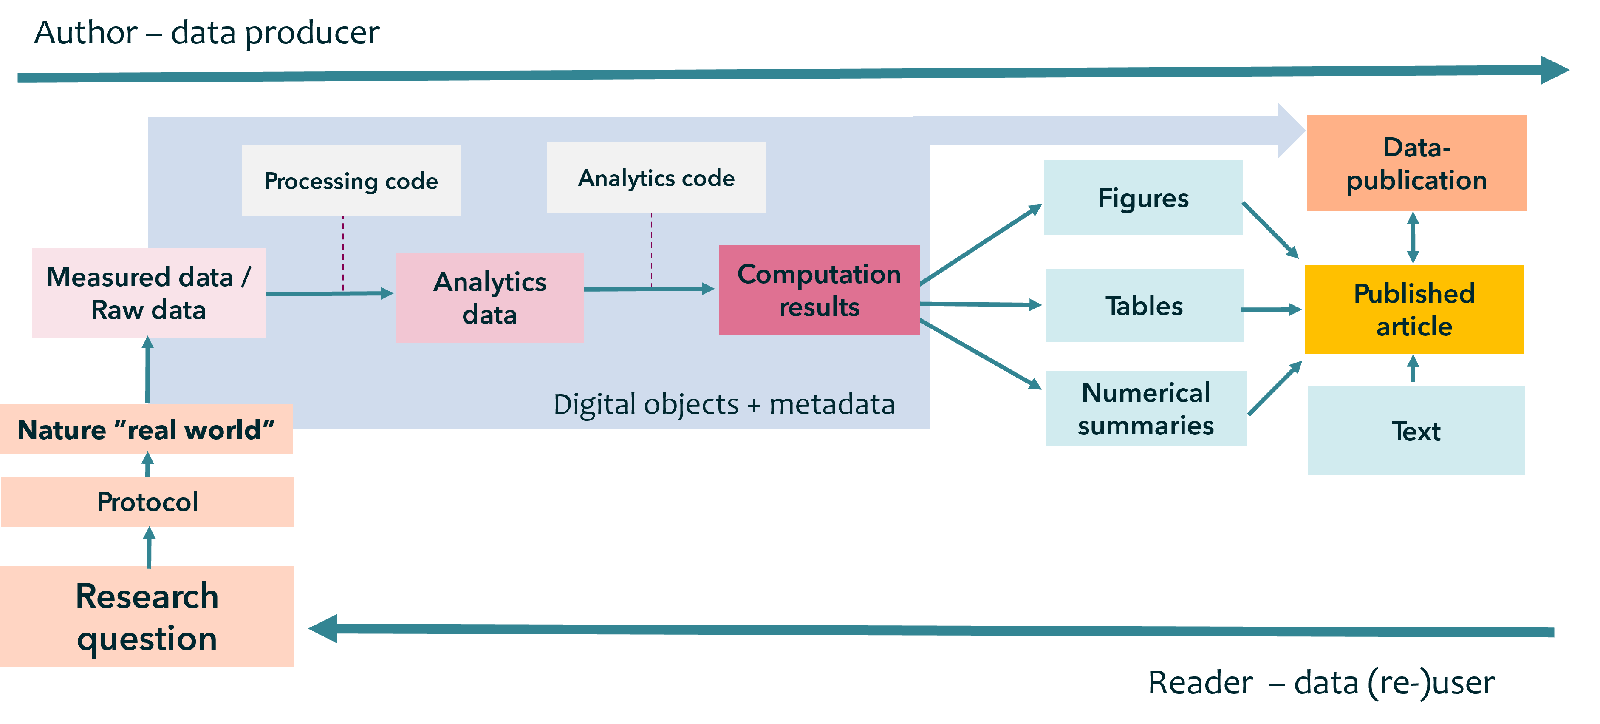 Author – data producer
Processing code
Analytics code
Data-
publication
Figures
Measured data /
Raw data
Analytics
data
Computation
results
Tables
Published
article
Digital objects + metadata
Numerical
summaries
Text
Nature ”real world”
Protocol
Research
question
Reader – data (re-)user